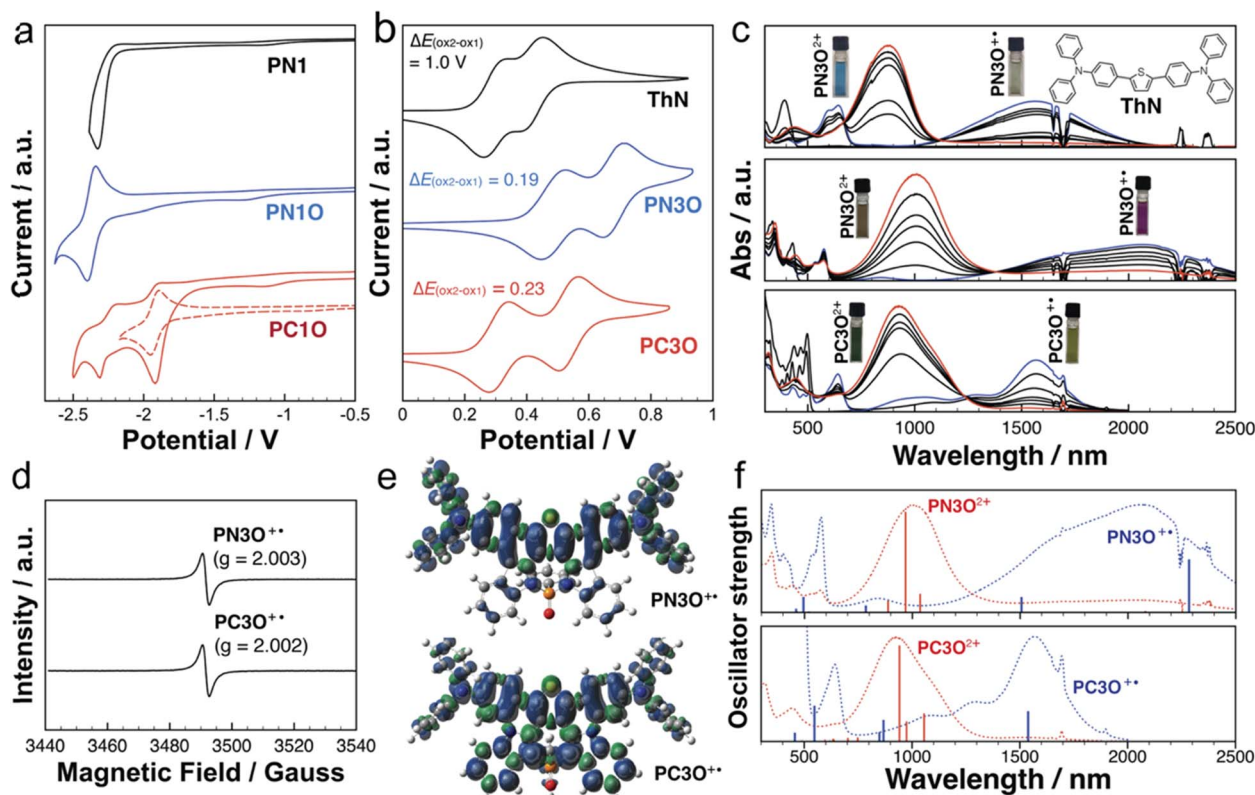 a
PN1
PN1O
PC1O
Current / a.u.
-2.5
-2
-1.5
-1
-0.5
Potential / V
b
ΔE(ox2-ox1)
= 1.0 V
ThN
ΔE(ox2-ox1) = 0.19
PN3O
ΔE(ox2-ox1) = 0.23
PC3O
Current / a.u.
0
0.2
0.4
0.6
0.8
1
Potential / V
c
PN3O²⁺
PN3O⁺•
S
N
N
ThN
PN3O²⁺
PN3O⁺•
PC3O²⁺
PC3O⁺•
Abs / a.u.
500
1000
1500
2000
2500
Wavelength / nm
d
PN3O⁺•
(g = 2.003)
PC3O⁺•
(g = 2.002)
Intensity / a.u.
3440
3460
3480
3500
3520
3540
Magnetic Field / Gauss
e
PN3O⁺•
PC3O⁺•
f
PN3O²⁺
PN3O⁺•
PC3O²⁺
PC3O⁺•
Oscillator strength
500
1000
1500
2000
2500
Wavelength / nm